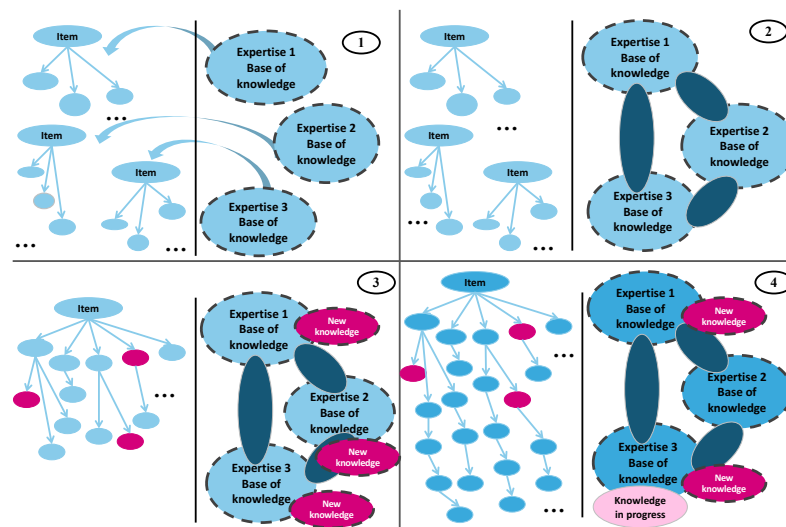 1
Item
Expertise 1
Base of
knowledge
...
Item
Expertise 2
Base of
knowledge
Item
Expertise 3
Base of
knowledge
...
...
2
Item
Expertise 1
Base of
knowledge
...
Item
Expertise 2
Base of
knowledge
Item
Expertise 3
Base of
knowledge
...
...
3
Item
Expertise 1
Base of
knowledge
New
knowledge
...
Expertise 2
Base of
knowledge
New
knowledge
Expertise 3
Base of
knowledge
New
knowledge
4
Item
Expertise 1
Base of
knowledge
New
knowledge
...
Expertise 2
Base of
knowledge
Expertise 3
Base of
knowledge
New
knowledge
Knowledge
in progress
...